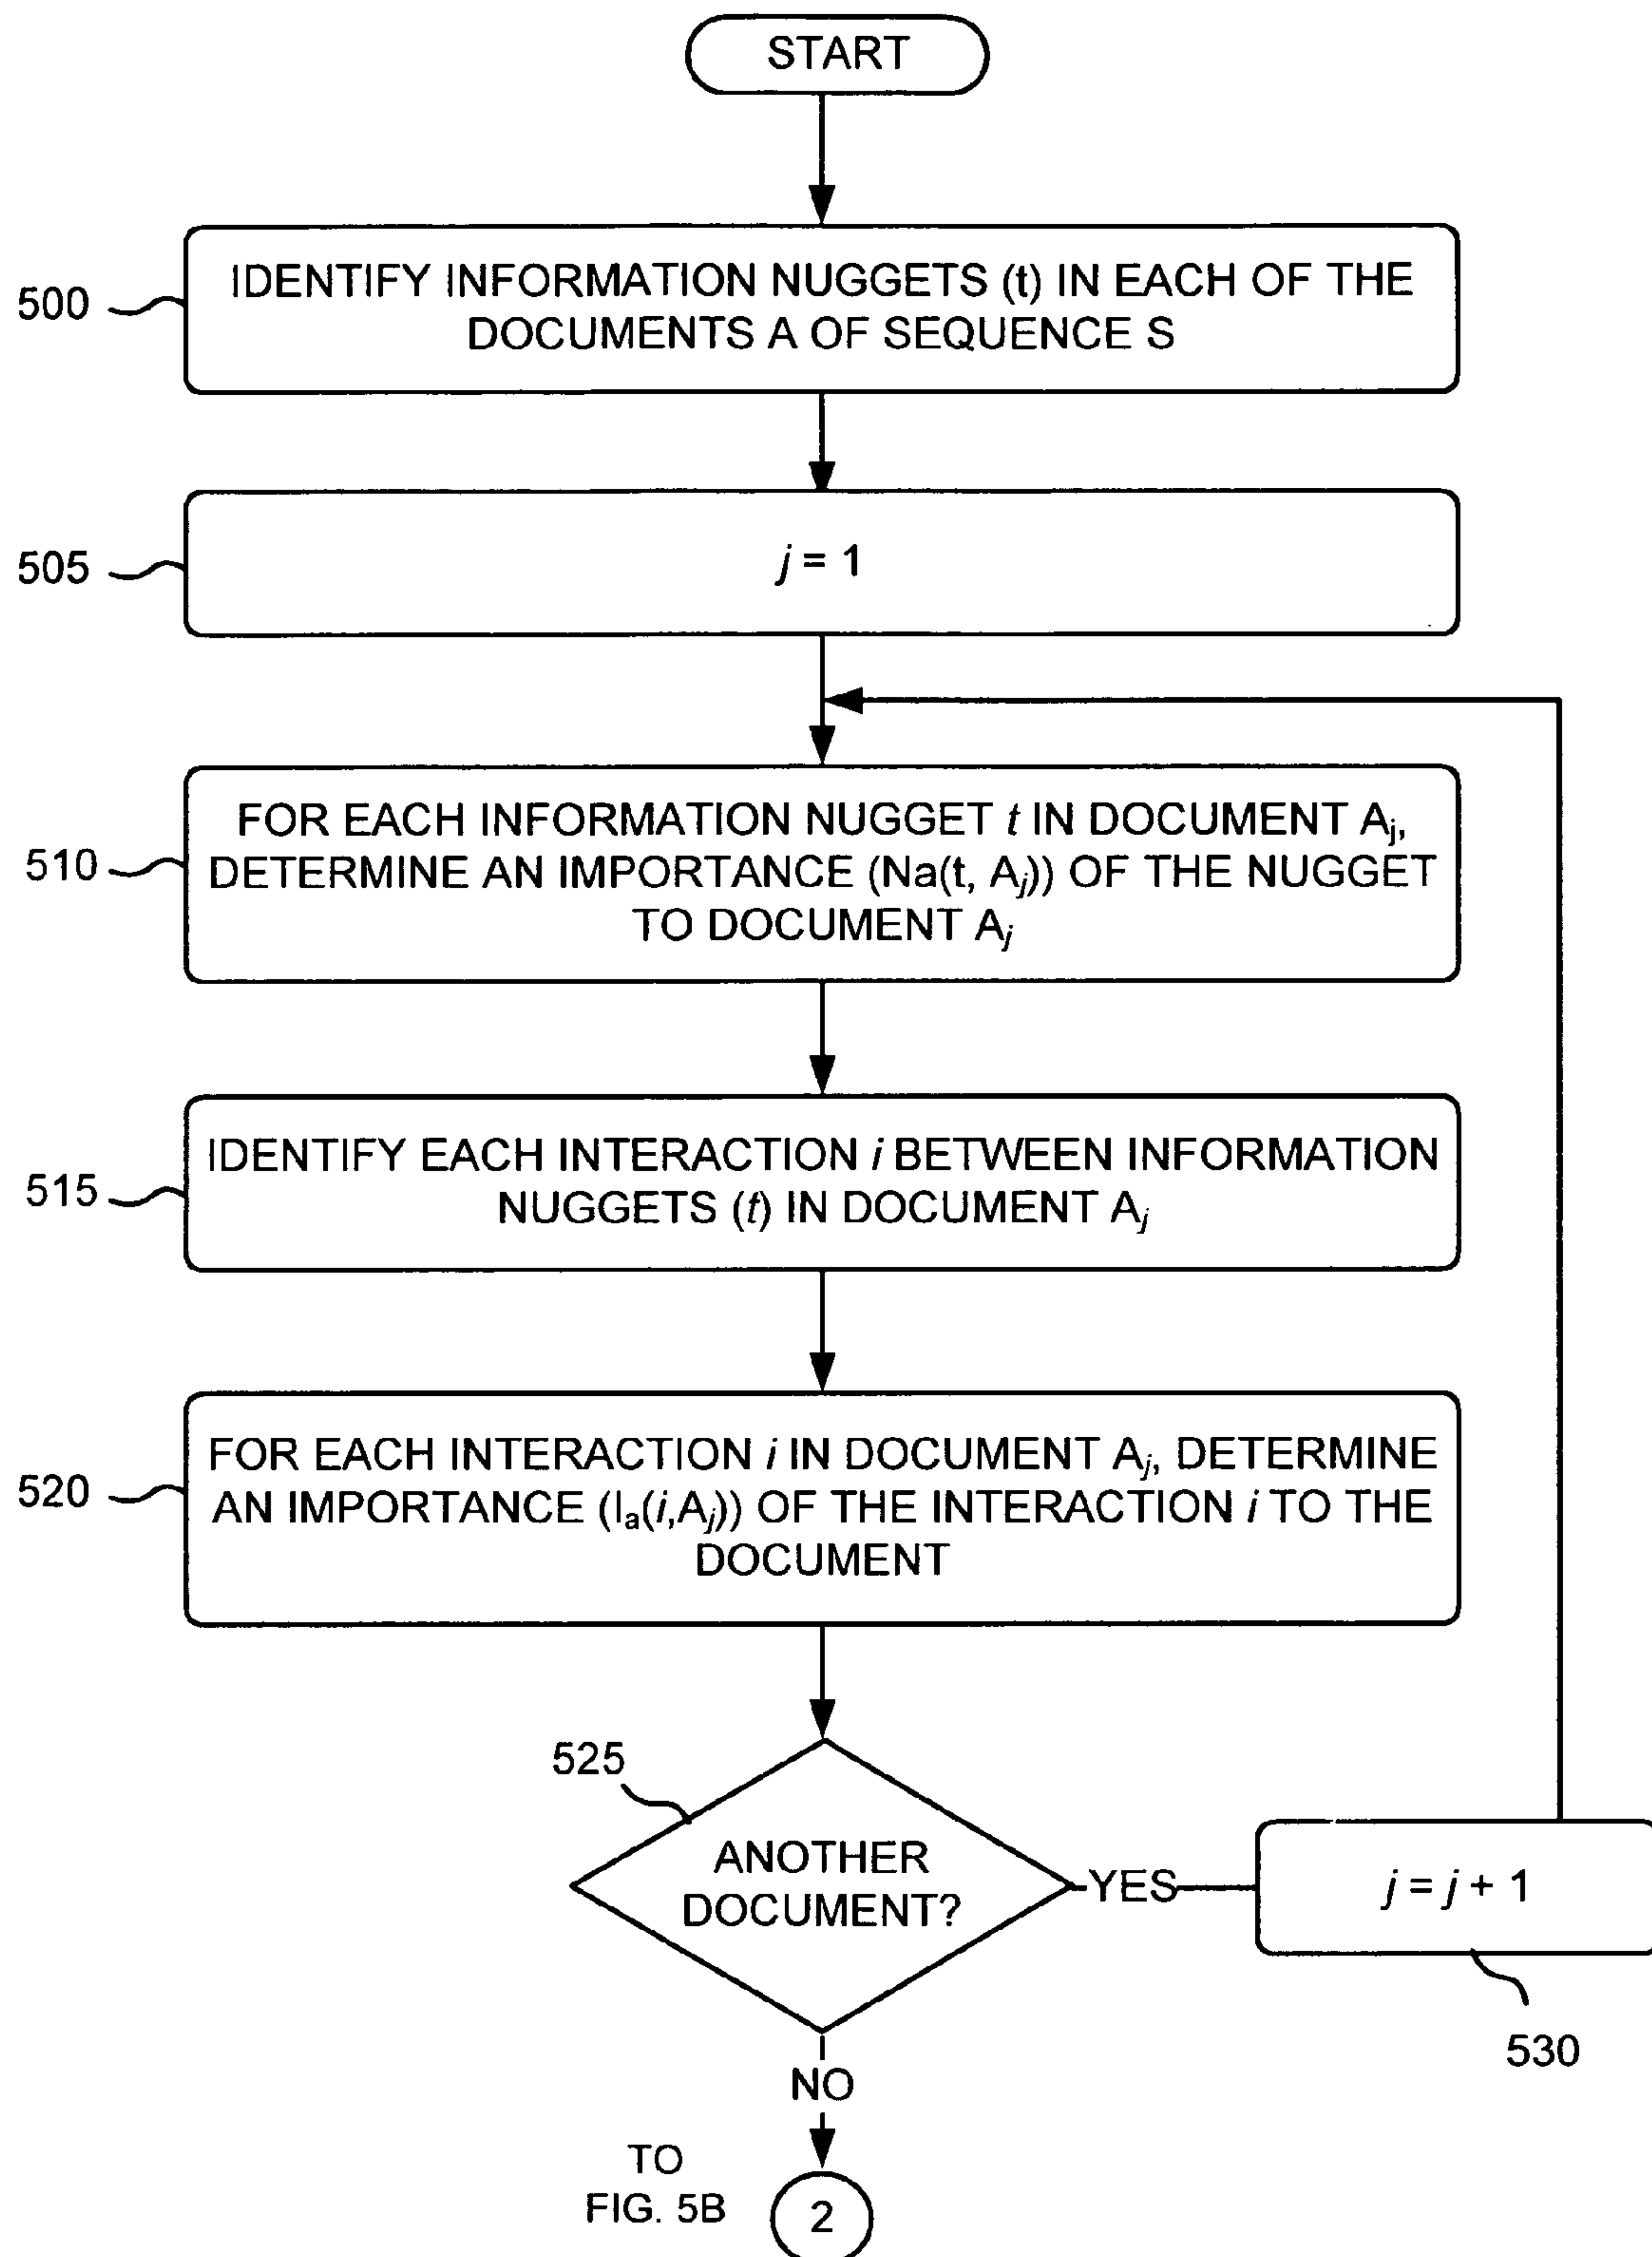 START
500
IDENTIFY INFORMATION NUGGETS (t) IN EACH OF THE
DOCUMENTS A OF SEQUENCE S
505
j = 1
510
FOR EACH INFORMATION NUGGET t IN DOCUMENT Aj,
DETERMINE AN IMPORTANCE (Na(t, Aj)) OF THE NUGGET
TO DOCUMENT Aj
515
IDENTIFY EACH INTERACTION i BETWEEN INFORMATION
NUGGETS (t) IN DOCUMENT Aj
520
FOR EACH INTERACTION i IN DOCUMENT Aj, DETERMINE
AN IMPORTANCE (Ia(i,Aj)) OF THE INTERACTION i TO THE
DOCUMENT
525
ANOTHER
DOCUMENT?
YES
j = j + 1
530
NO
TO
FIG. 5B
2